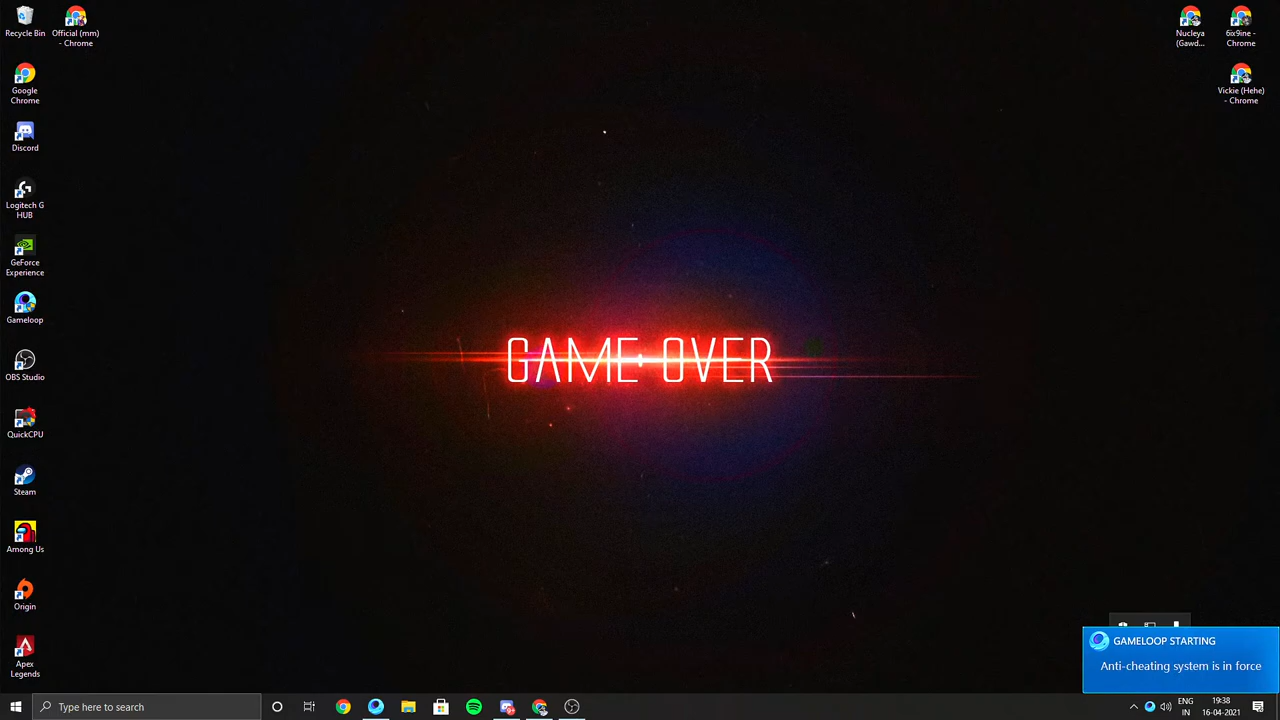 Recycle Bin
Official (mm)
- Chrome
Google
Chrome
Discord
Logitech G
HUB
GeForce
Experience
Gameloop
OBS Studio
QuickCPU
Steam
Among Us
Origin
Apex
Legends
Nucleya
(Gawd...
6ix9ine -
Chrome
Vickie (Hehe)
- Chrome
GAME OVER
GAMELOOP STARTING
Anti-cheating system is in force
Type here to search
ENG
IN
19:38
16-04-2021